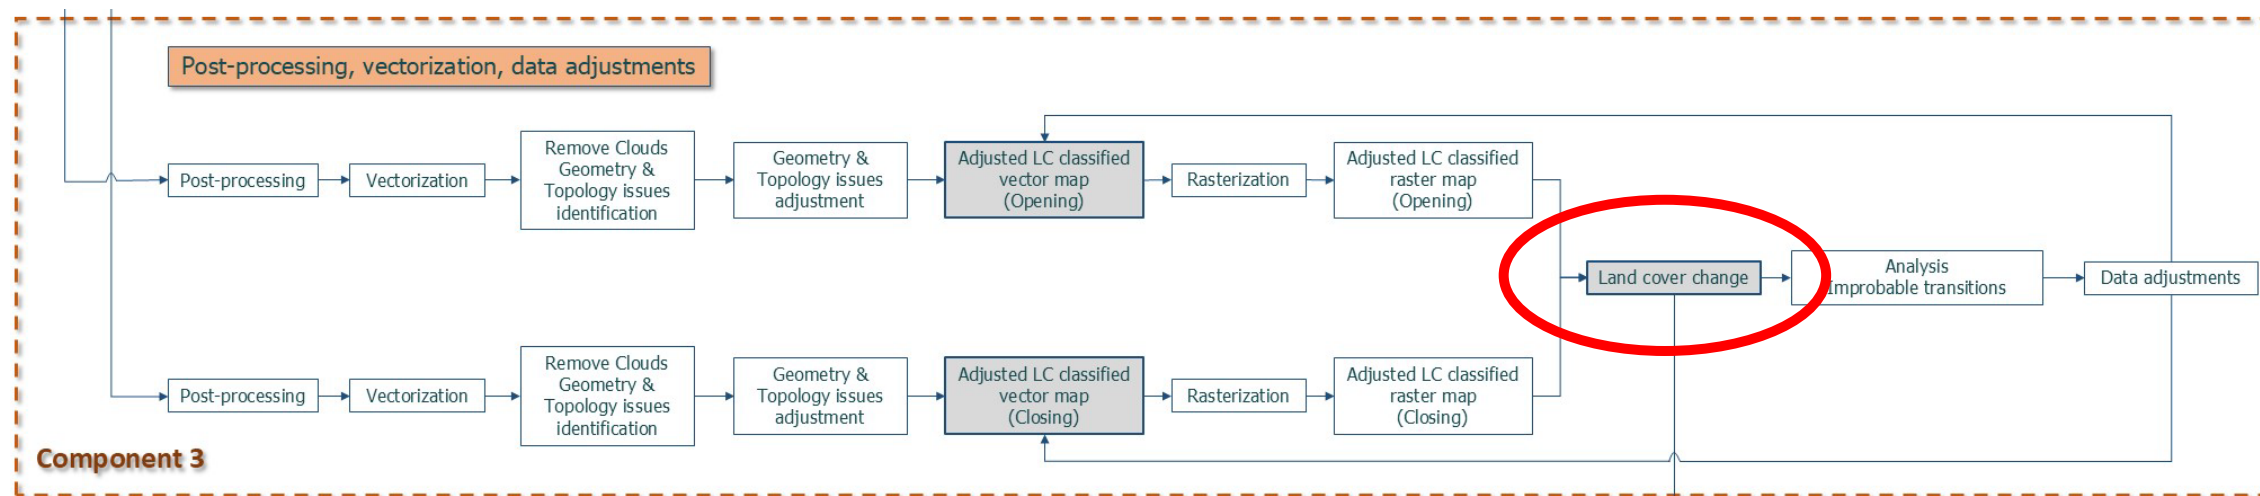 Post-processing, vectorization, data adjustments
Post-processing
Vectorization
Remove Clouds
Geometry &
Topology issues
identification
Geometry &
Topology issues
adjustment
Adjusted LC classified
vector map
(Opening)
Rasterization
Adjusted LC classified
raster map
(Opening)
Land cover change
Analysis
Improbable transitions
Data adjustments
Post-processing
Vectorization
Remove Clouds
Geometry &
Topology issues
identification
Geometry &
Topology issues
adjustment
Adjusted LC classified
vector map
(Closing)
Rasterization
Adjusted LC classified
raster map
(Closing)
Component 3